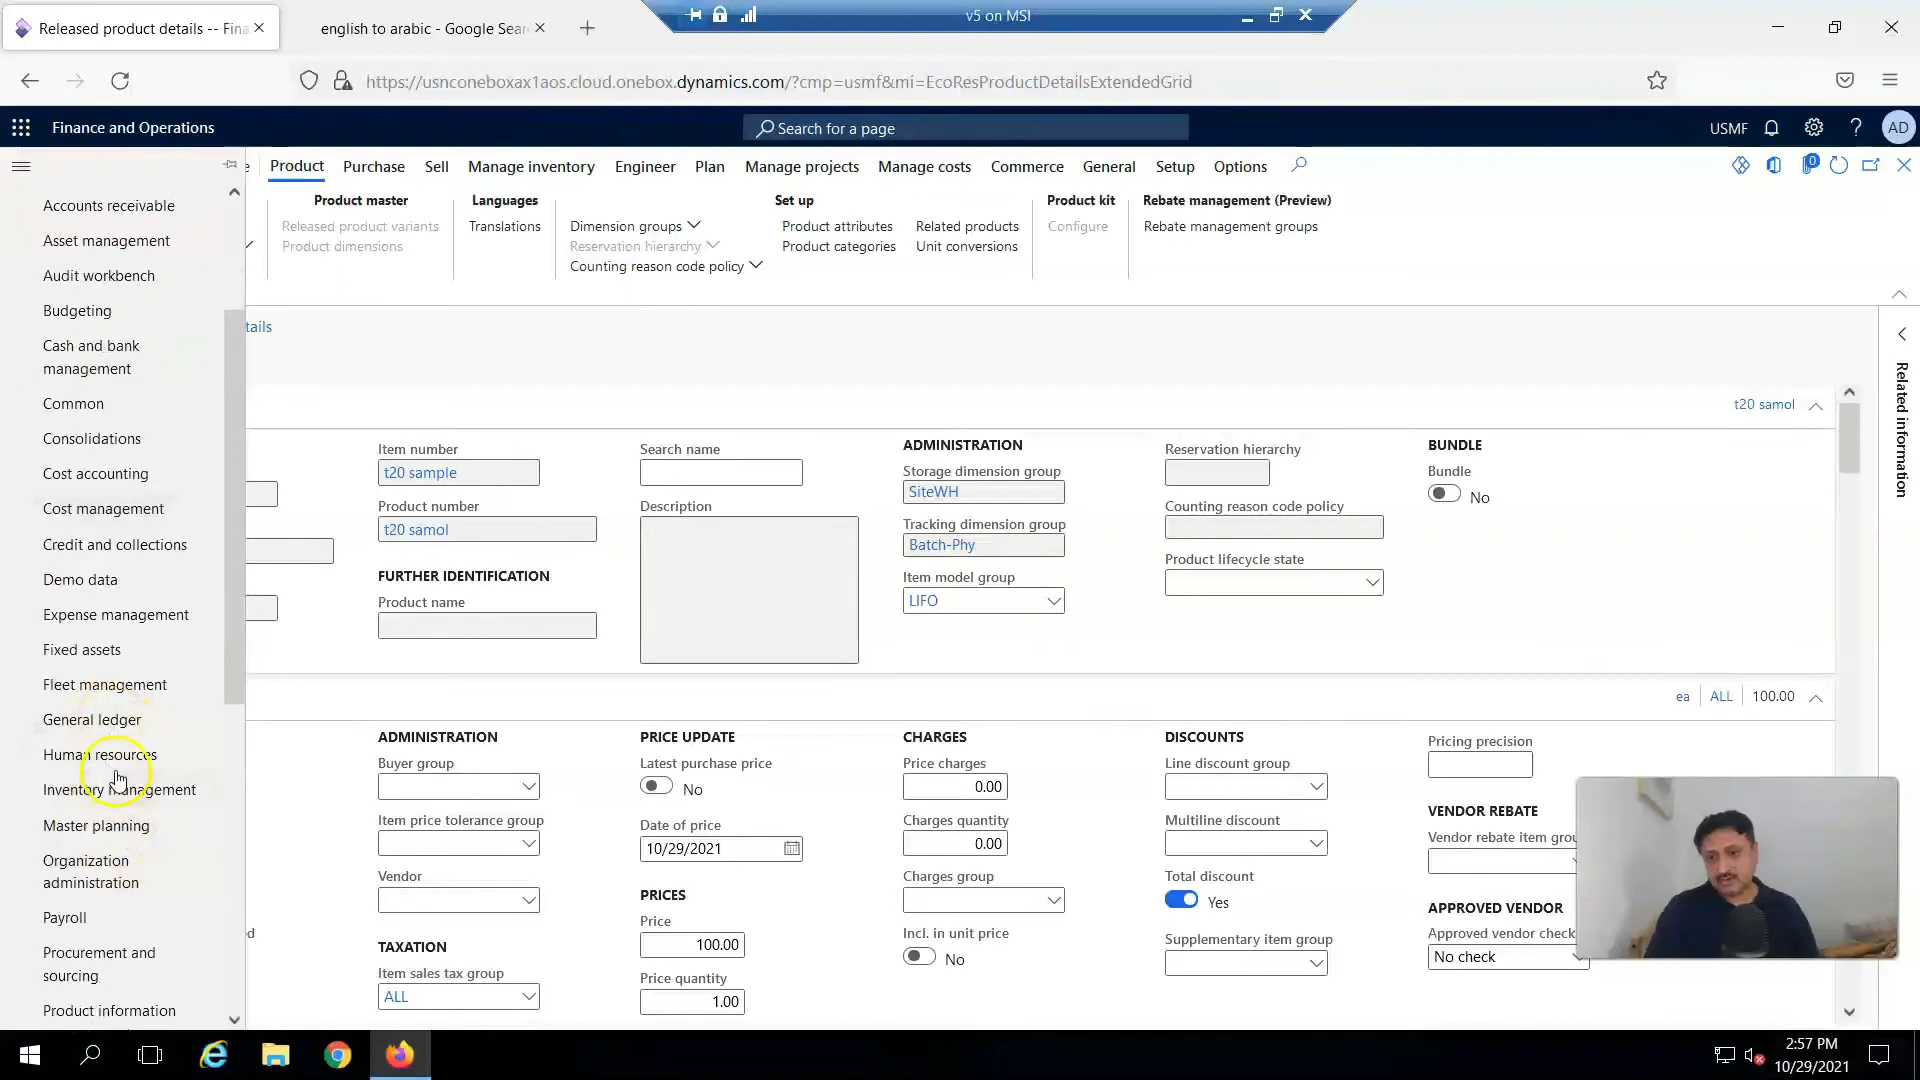 Released product details -- Fina
english to arabic - Google Sear
v5 on MSI
https://usnconeboxax1aos.cloud.onebox.dynamics.com/?cmp=usmf&mi=EcoResProductDetailsExtendedGrid
Finance and Operations
Search for a page
USMF
?
AD
e
Product
Purchase
Sell
Manage inventory
Engineer
Plan
Manage projects
Manage costs
Commerce
General
Setup
Options
0
Product master
Released product variants
Product dimensions
Languages
Translations
Set up
Dimension groups
Reservation hierarchy
Counting reason code policy
Product attributes
Product categories
Related products
Unit conversions
Product kit
Configure
Rebate management (Preview)
Rebate management groups
Accounts receivable
Asset management
Audit workbench
Budgeting
Cash and bank
management
Common
Consolidations
Cost accounting
Cost management
Credit and collections
Demo data
Expense management
Fixed assets
Fleet management
General ledger
Human resources
Inventory management
Master planning
Organization
administration
Payroll
Procurement and
sourcing
Product information
tails
t20 samol
Item number
t20 sample
Product number
t20 samol
FURTHER IDENTIFICATION
Product name
Search name
Description
ADMINISTRATION
Storage dimension group
SiteWH
Tracking dimension group
Batch-Phy
Item model group
LIFO
Reservation hierarchy
Counting reason code policy
Product lifecycle state
BUNDLE
Bundle
No
Related information
ea
ALL
100.00
ed
ADMINISTRATION
Buyer group
Item price tolerance group
Vendor
TAXATION
Item sales tax group
ALL
PRICE UPDATE
Latest purchase price
No
Date of price
10/29/2021
PRICES
Price
100.00
Price quantity
1.00
CHARGES
Price charges
0.00
Charges quantity
0.00
Charges group
Incl. in unit price
No
DISCOUNTS
Line discount group
Multiline discount
Total discount
Yes
Supplementary item group
Pricing precision
VENDOR REBATE
Vendor rebate item grou
APPROVED VENDOR
Approved vendor check
No check
2:57 PM
10/29/2021